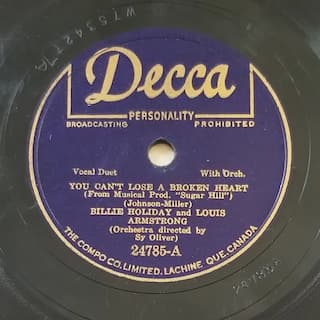 W75342T7A
Decca
PERSONALITY
BROADCASTING PROHIBITED
Vocal Duet With Orch.
YOU CAN'T LOSE A BROKEN HEART
(From Musical Prod. "Sugar Hill")
(Johnson-Miller)
BILLIE HOLIDAY and LOUIS
ARMSTRONG
(Orchestra directed by
Sy Oliver)
24785-A
THE COMPO CO. LIMITED, LACHINE QUE. CANADA